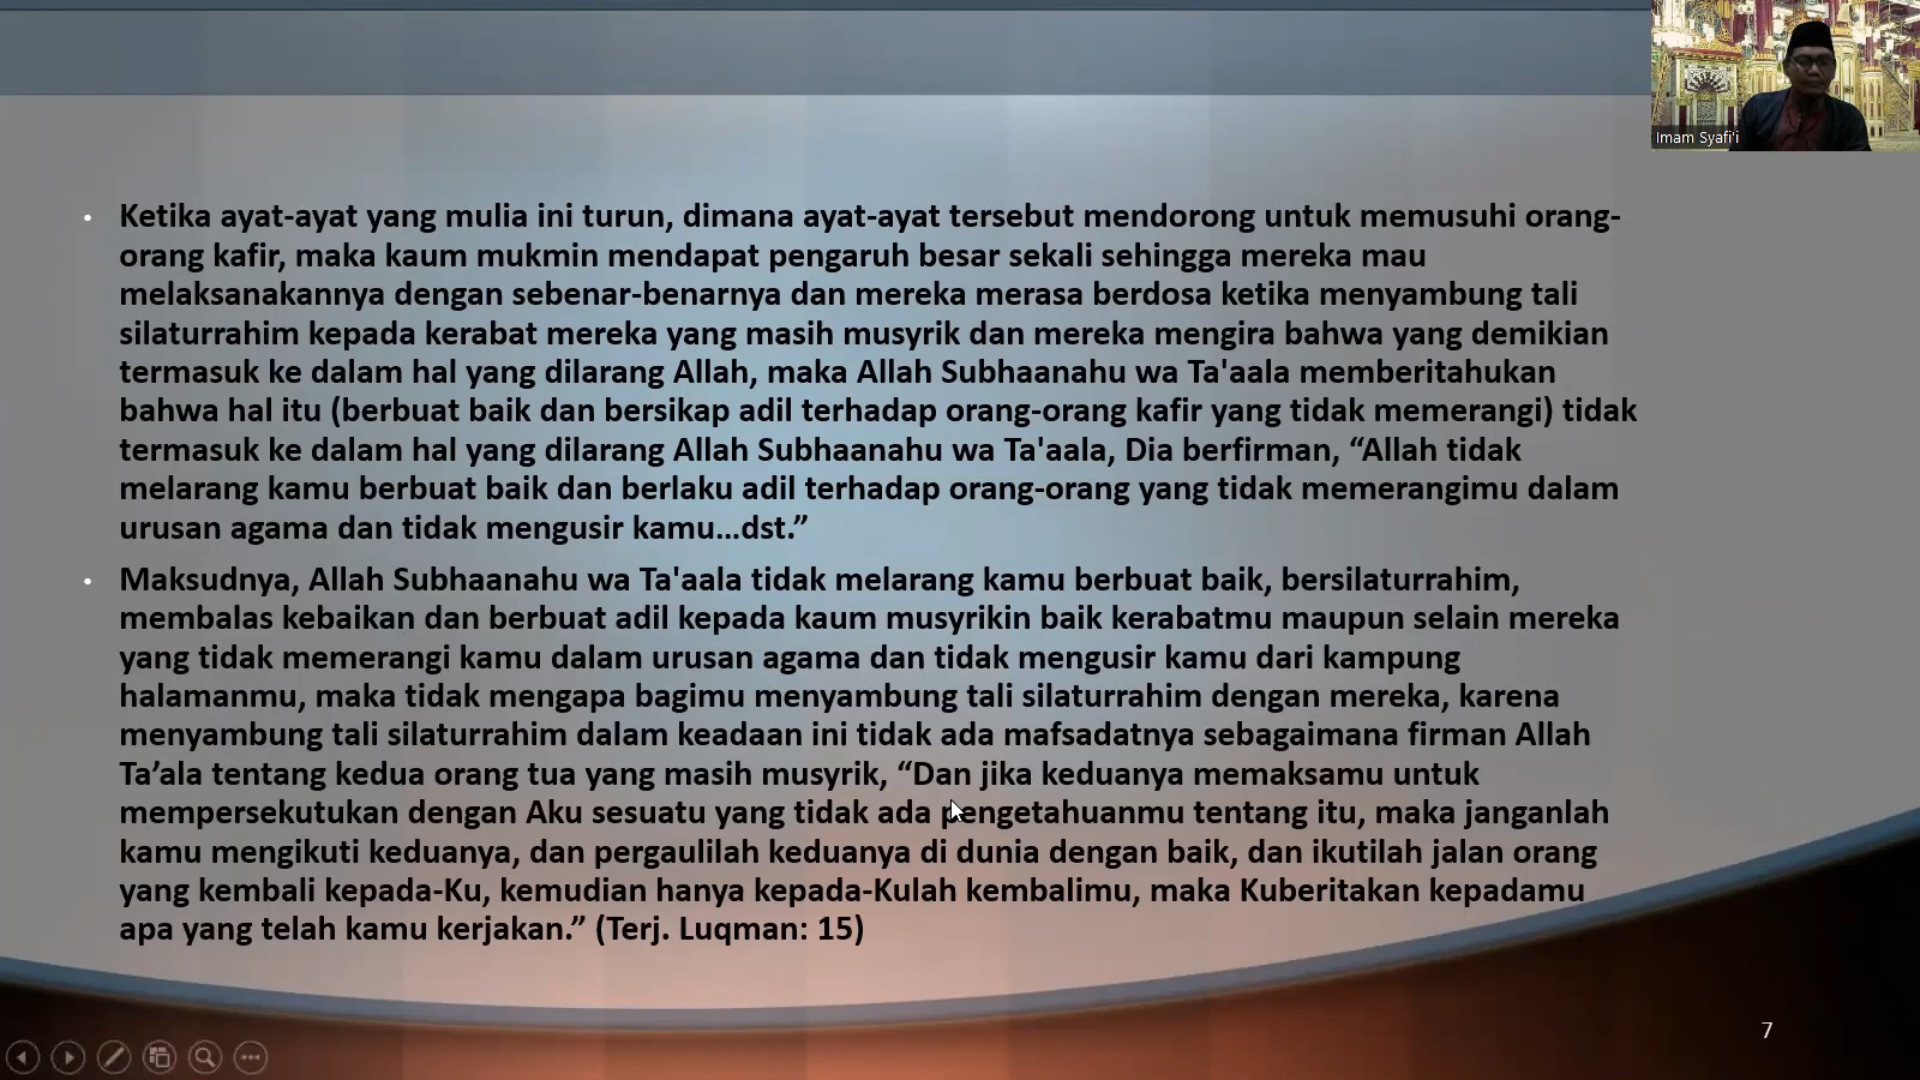 Imam Syafi'i
• Ketika ayat-ayat yang mulia ini turun, dimana ayat-ayat tersebut mendorong untuk memusuhi orang-
orang kafir, maka kaum mukmin mendapat pengaruh besar sekali sehingga mereka mau
melaksanakannya dengan sebenar-benarnya dan mereka merasa berdosa ketika menyambung tali
silaturrahim kepada kerabat mereka yang masih musyrik dan mereka mengira bahwa yang demikian
termasuk ke dalam hal yang dilarang Allah, maka Allah Subhaanahu wa Ta'aala memberitahukan
bahwa hal itu (berbuat baik dan bersikap adil terhadap orang-orang kafir yang tidak memerangi) tidak
termasuk ke dalam hal yang dilarang Allah Subhaanahu wa Ta'aala, Dia berfirman, “Allah tidak
melarang kamu berbuat baik dan berlaku adil terhadap orang-orang yang tidak memerangimu dalam
urusan agama dan tidak mengusir kamu...dst.”
• Maksudnya, Allah Subhaanahu wa Ta'aala tidak melarang kamu berbuat baik, bersilaturrahim,
membalas kebaikan dan berbuat adil kepada kaum musyrikin baik kerabatmu maupun selain mereka
yang tidak memerangi kamu dalam urusan agama dan tidak mengusir kamu dari kampung
halamanmu, maka tidak mengapa bagimu menyambung tali silaturrahim dengan mereka, karena
menyambung tali silaturrahim dalam keadaan ini tidak ada mafsadatnya sebagaimana firman Allah
Ta’ala tentang kedua orang tua yang masih musyrik, “Dan jika keduanya memaksamu untuk
mempersekutukan dengan Aku sesuatu yang tidak ada pengetahuanmu tentang itu, maka janganlah
kamu mengikuti keduanya, dan pergaulilah keduanya di dunia dengan baik, dan ikutilah jalan orang
yang kembali kepada-Ku, kemudian hanya kepada-Kulah kembalimu, maka Kuberitakan kepadamu
apa yang telah kamu kerjakan.” (Terj. Luqman: 15)
7